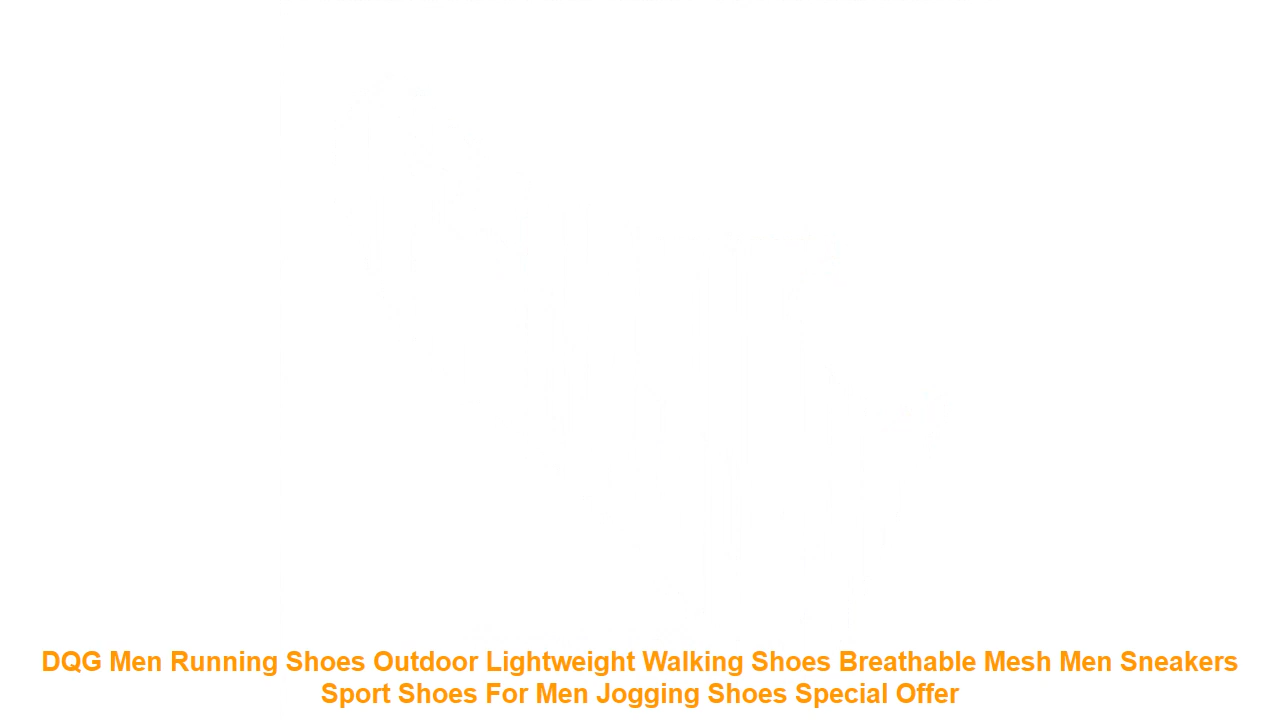 DQG Men Running Shoes Outdoor Lightweight Walking Shoes Breathable Mesh Men Sneakers
Sport Shoes For Men Jogging Shoes Special Offer